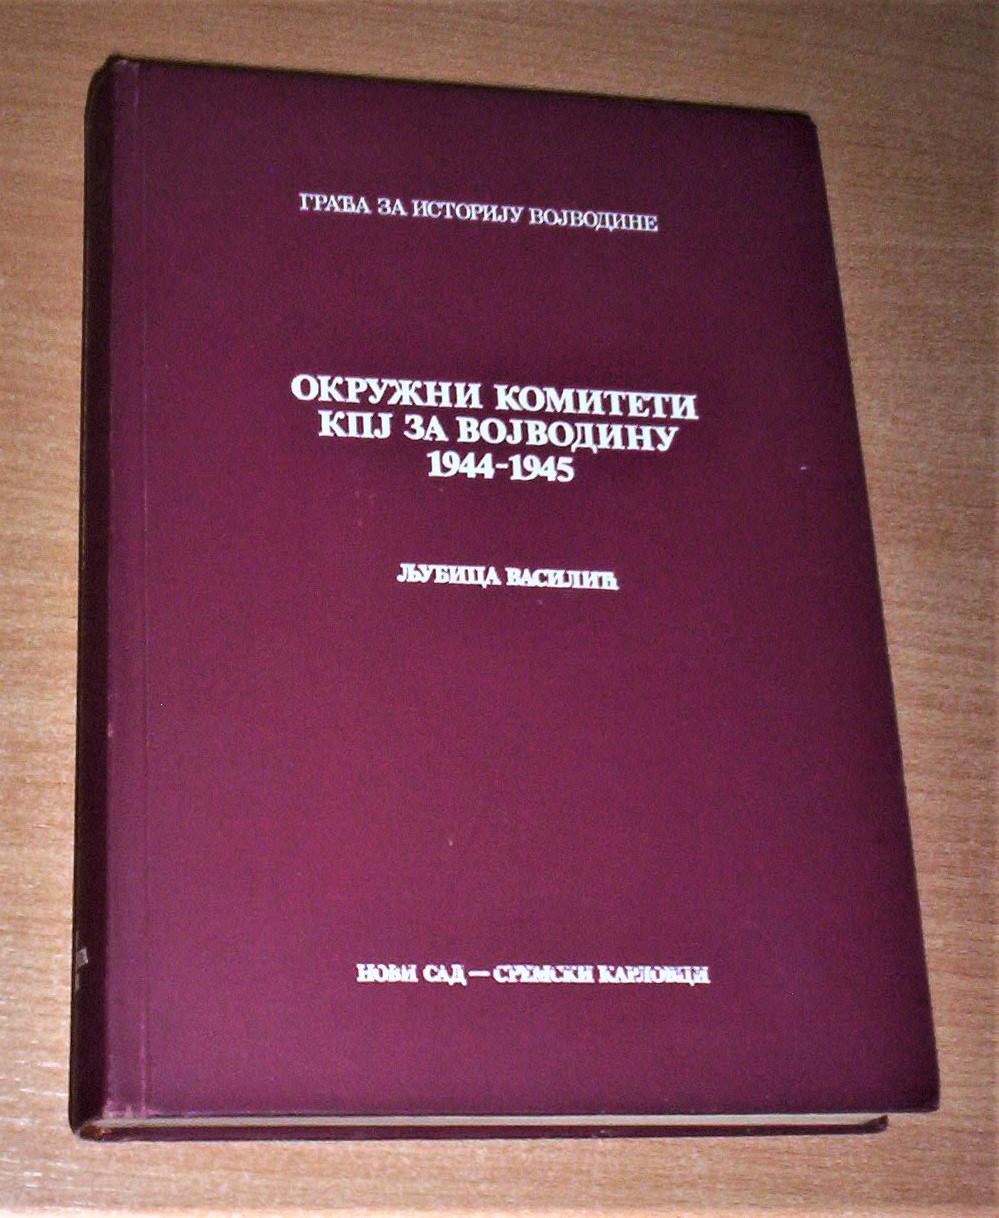 ГРАЂА ЗА ИСТОРИЈУ ВОЈВОДИНЕ
ОКРУЖНИ КОМИТЕТИ
КПЈ ЗА ВОЈВОДИНУ
1944-1945
ЉУБИЦА ВАСИЛИЋ
НОВИ САД — СРЕМСКИ КАРЛОВЦИ